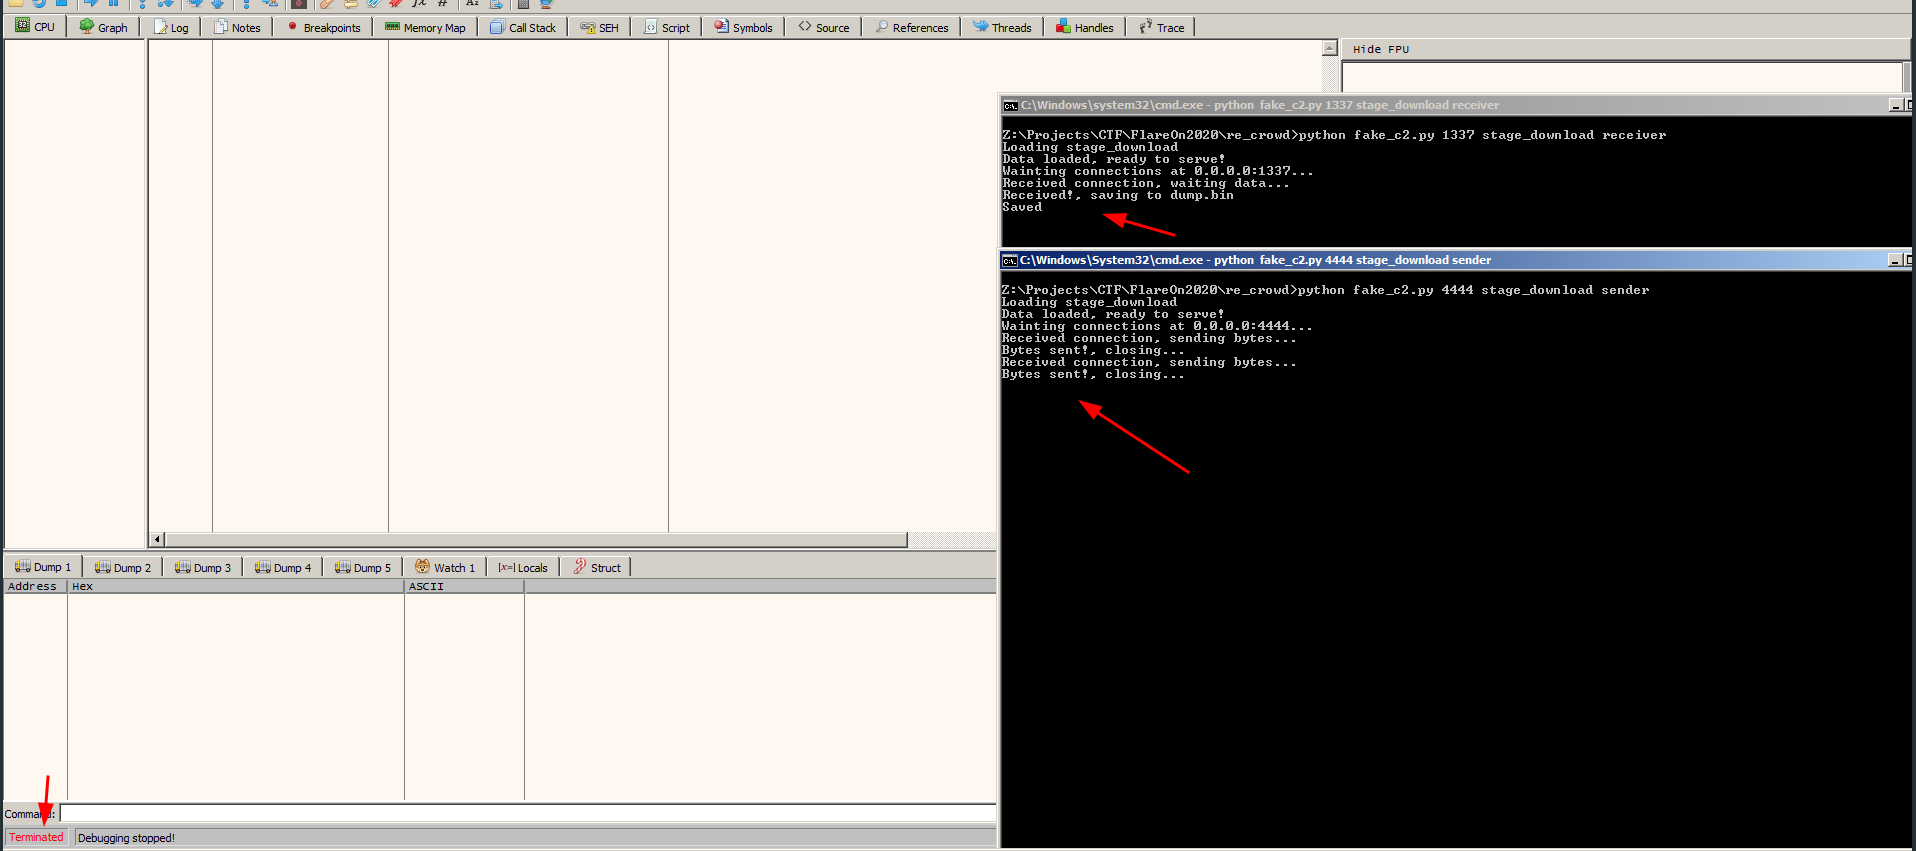 CPU Graph Log Notes Breakpoints Memory Map Call Stack SEH Script Symbols Source References Threads Handles Trace
Hide FPU
C:\Windows\system32\cmd.exe - python  fake_c2.py 1337 stage_download receiver
Z:\Projects\CTF\FlareOn2020\re_crowd>python fake_c2.py 1337 stage_download receiver
Loading stage_download
Data loaded, ready to serve!
Wainting connections at 0.0.0.0:1337...
Received connection, waiting data...
Received!, saving to dump.bin
Saved
C:\Windows\System32\cmd.exe - python  fake_c2.py 4444 stage_download sender
Z:\Projects\CTF\FlareOn2020\re_crowd>python fake_c2.py 4444 stage_download sender
Loading stage_download
Data loaded, ready to serve!
Wainting connections at 0.0.0.0:4444...
Received connection, sending bytes...
Bytes sent!, closing...
Received connection, sending bytes...
Bytes sent!, closing...
Dump 1 Dump 2 Dump 3 Dump 4 Dump 5 Watch 1 [x=] Locals Struct
Address Hex ASCII
Command:
Terminated Debugging stopped!